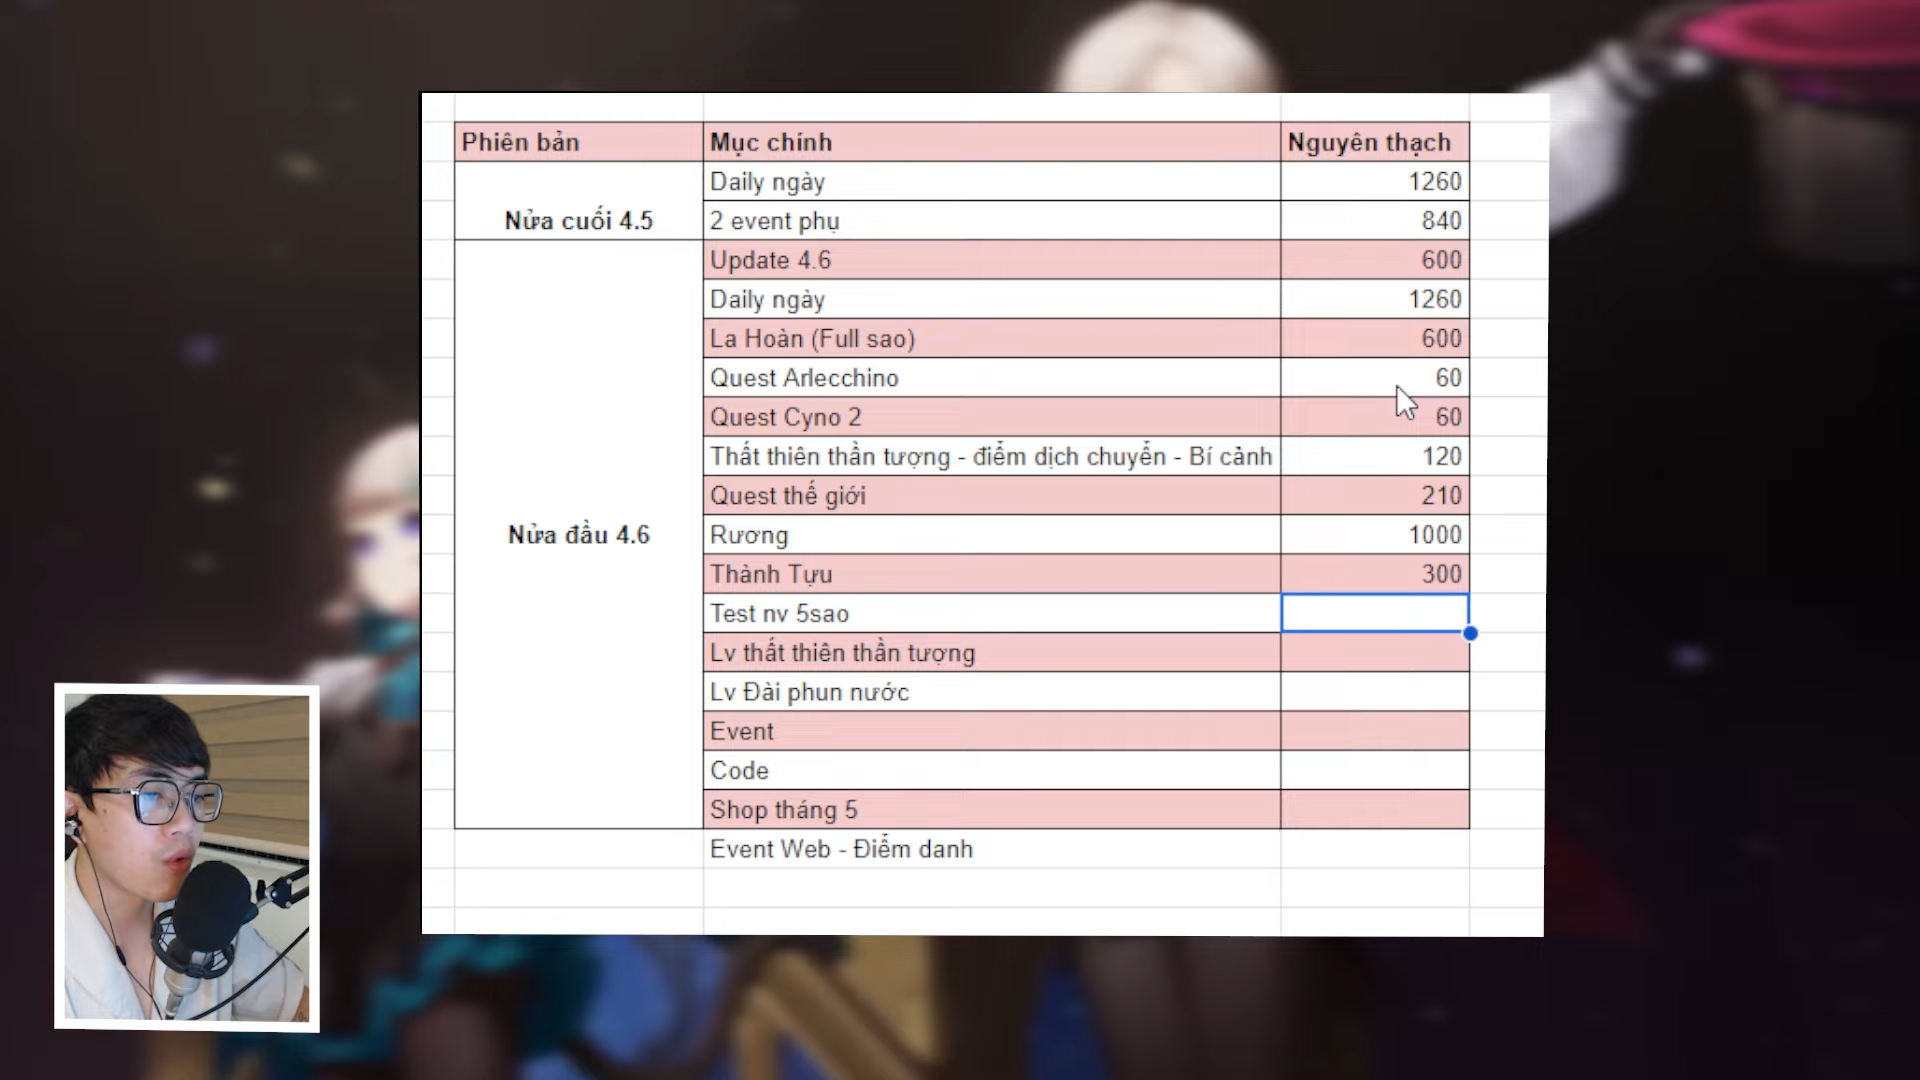 Phiên bản Mục chính Nguyên thạch
Daily ngày 1260
Nửa cuối 4.5 2 event phụ 840
Update 4.6 600
Daily ngày 1260
La Hoàn (Full sao) 600
Quest Arlecchino 60
Quest Cyno 2 60
Thất thiên thần tượng - điểm dịch chuyển - Bí cảnh 120
Quest thế giới 210
Nửa đầu 4.6 Rương 1000
Thành Tựu 300
Test nv 5sao
Lv thất thiên thần tượng
Lv Đài phun nước
Event
Code
Shop tháng 5
Event Web - Điểm danh